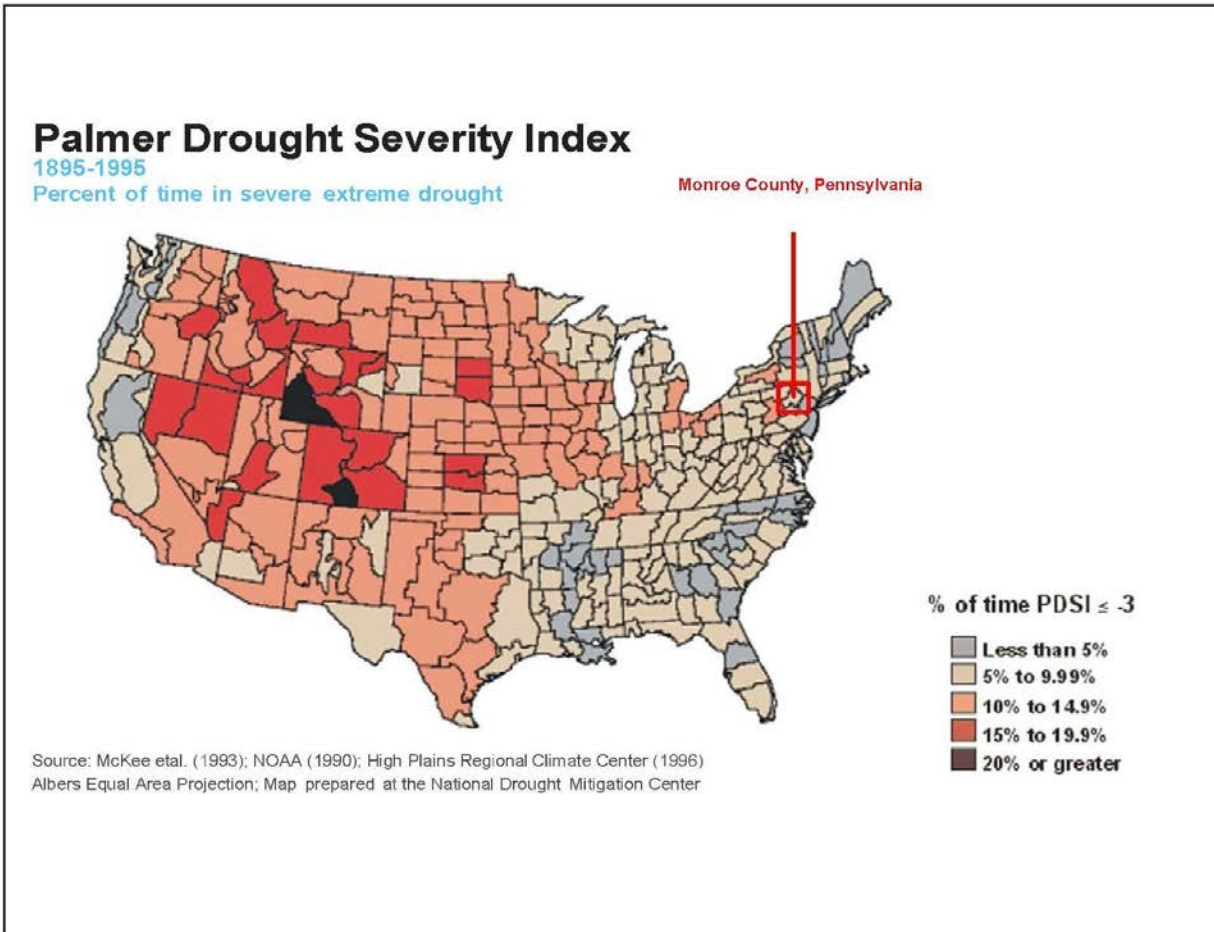 Palmer Drought Severity Index
1895-1995
Percent of time in severe extreme drought
Monroe County, Pennsylvania
% of time PDSI ≤ -3
Less than 5%
5% to 9.99%
10% to 14.9%
15% to 19.9%
20% or greater
Source: McKee etal. (1993); NOAA (1990); High Plains Regional Climate Center (1996)
Albers Equal Area Projection; Map prepared at the National Drought Mitigation Center